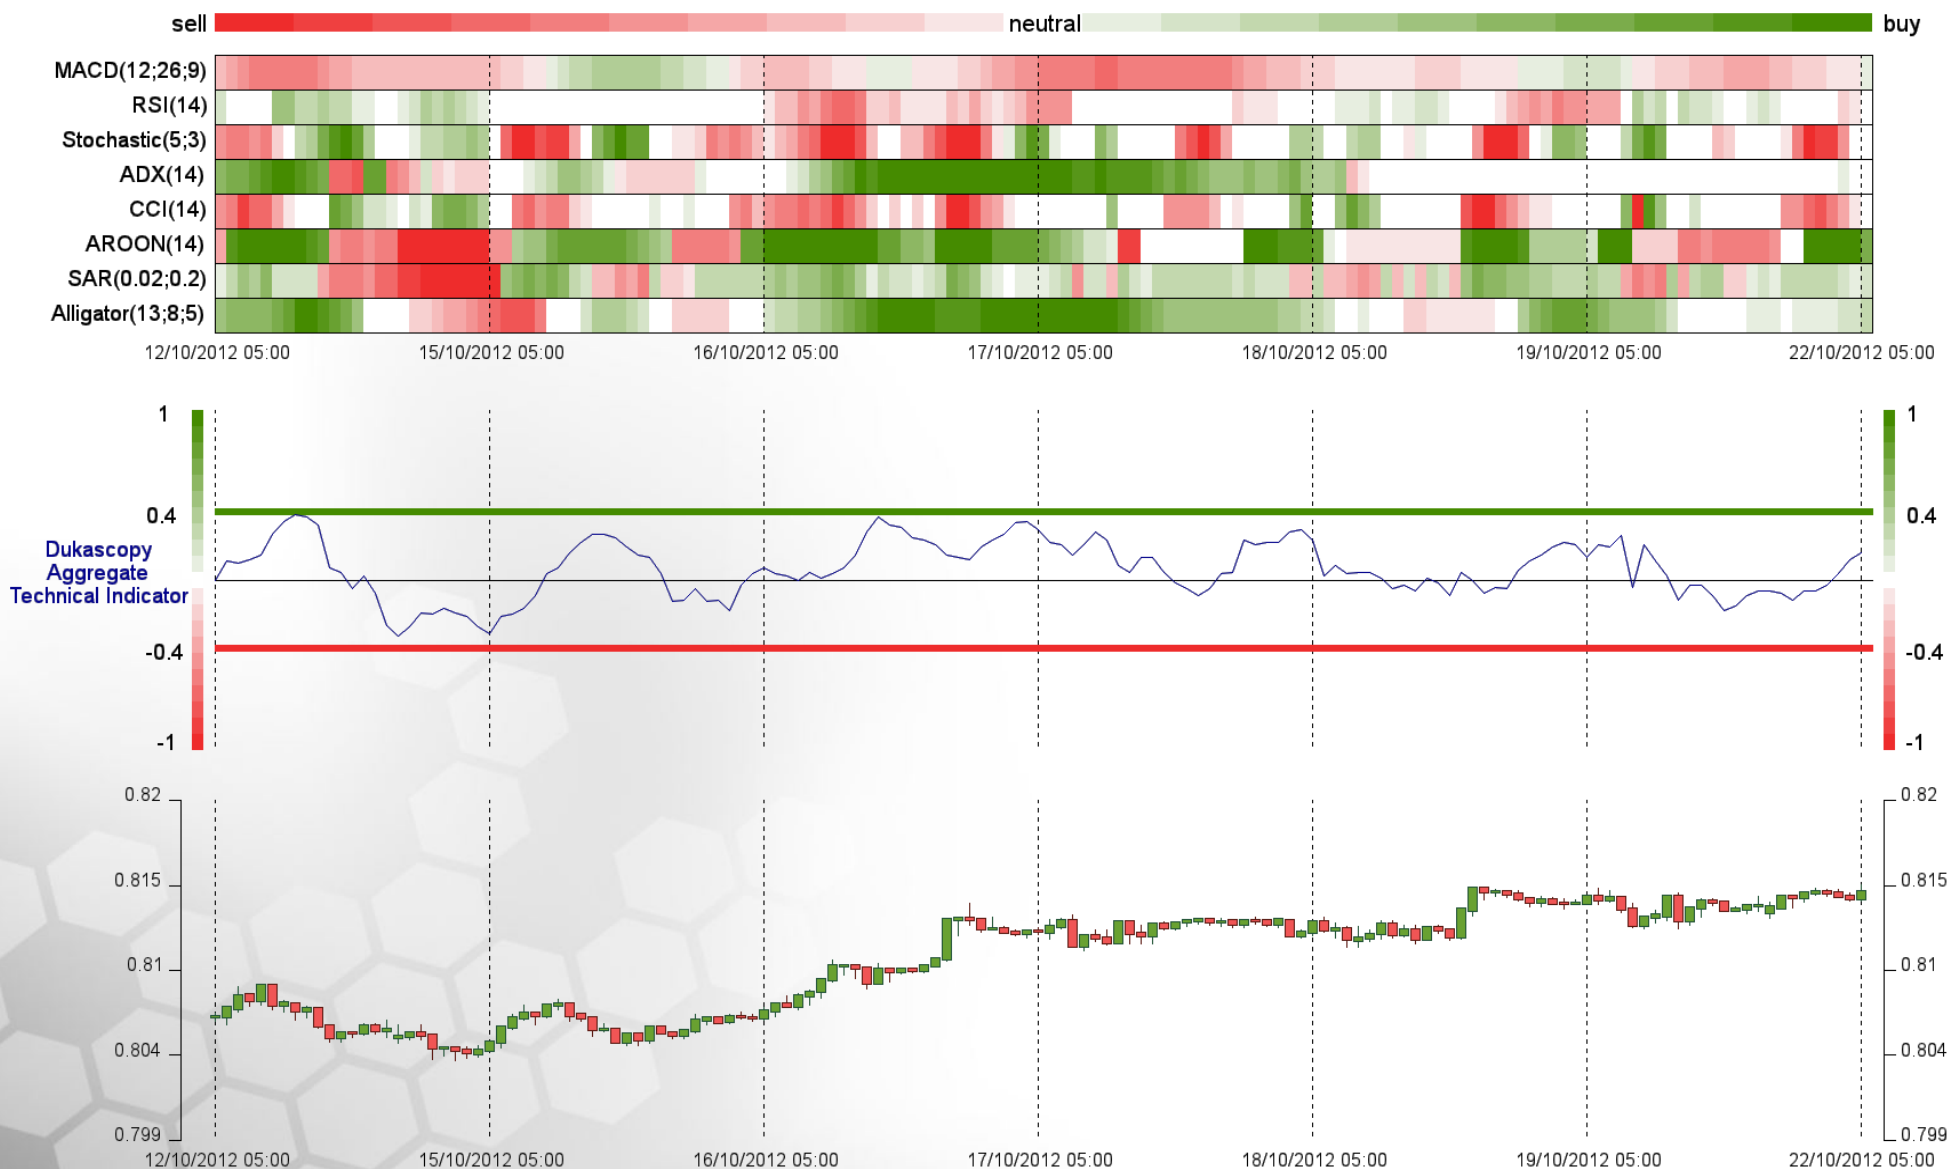 sell neutral buy
MACD(12;26;9)
RSI(14)
Stochastic(5;3)
ADX(14)
CCI(14)
AROON(14)
SAR(0.02;0.2)
Alligator(13;8;5)
12/10/2012 05:00 15/10/2012 05:00 16/10/2012 05:00 17/10/2012 05:00 18/10/2012 05:00 19/10/2012 05:00 22/10/2012 05:00
1 1
0.4 0.4
Dukascopy
Aggregate
Technical Indicator
-0.4 -0.4
-1 -1
0.82 0.82
0.815 0.815
0.81 0.81
0.804 0.804
0.799 0.799
12/10/2012 05:00 15/10/2012 05:00 16/10/2012 05:00 17/10/2012 05:00 18/10/2012 05:00 19/10/2012 05:00 22/10/2012 05:00